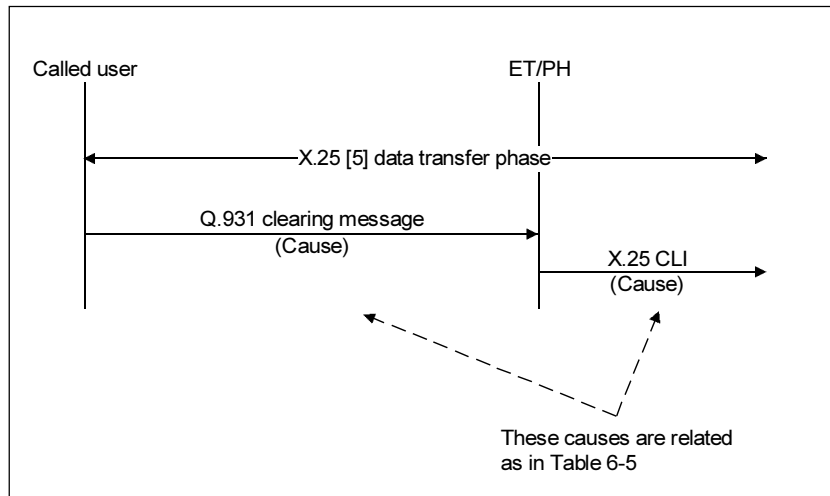 Called user
ET/PH
X.25 [5] data transfer phase
Q.931 clearing message
(Cause)
X.25 CLI
(Cause)
These causes are related
as in Table 6-5